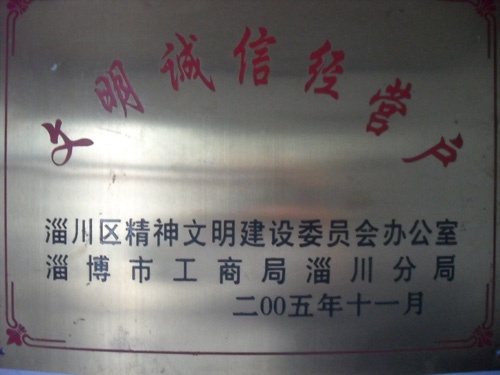 文明诚信经营户
淄川区精神文明建设委员会办公室
淄博市工商局淄川分局
二00五年十一月